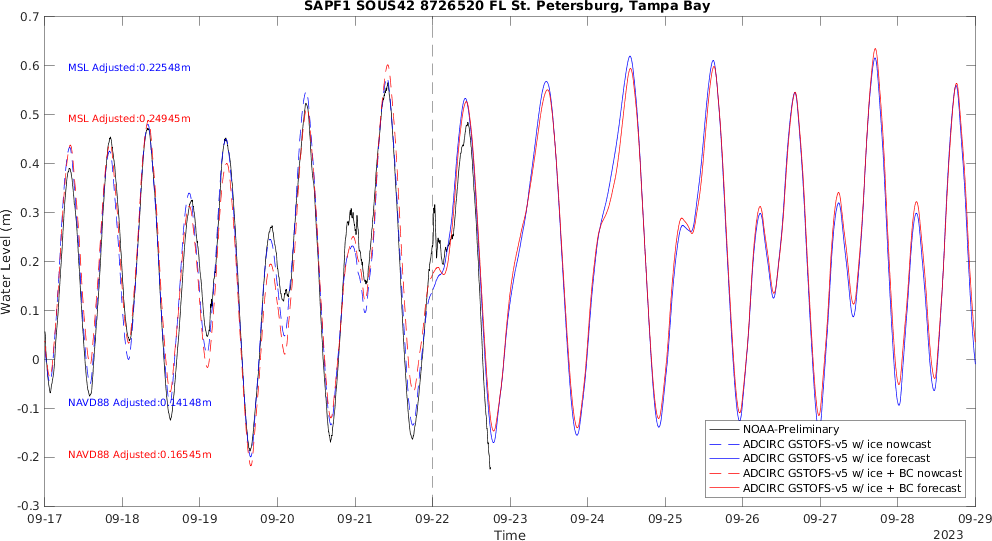 SAPF1 SOUS42 8726520 FL St. Petersburg, Tampa Bay
0.7
0.6
0.5
0.4
0.3
0.2
0.1
0
-0.1
-0.2
-0.3
Water Level (m)
MSL Adjusted:0.22548m
MSL Adjusted:0.24945m
NAVD88 Adjusted:0.14148m
NAVD88 Adjusted:0.16545m
NOAA-Preliminary
ADCIRC GSTOFS-v5 w/ ice nowcast
ADCIRC GSTOFS-v5 w/ ice forecast
ADCIRC GSTOFS-v5 w/ ice + BC nowcast
ADCIRC GSTOFS-v5 w/ ice + BC forecast
09-17 09-18 09-19 09-20 09-21 09-22 09-23 09-24 09-25 09-26 09-27 09-28 09-29
Time
2023